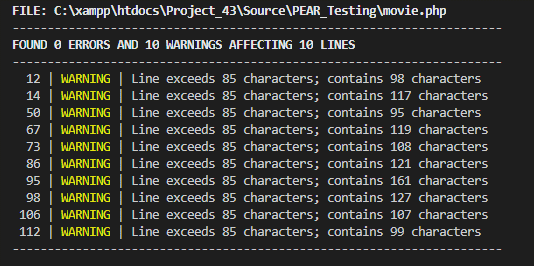 FILE: C:\xampp\htdocs\Project_43\Source\PEAR_Testing\movie.php
----------------------------------------------------------------------
FOUND 0 ERRORS AND 10 WARNINGS AFFECTING 10 LINES
----------------------------------------------------------------------
12 | WARNING | Line exceeds 85 characters; contains 98 characters
14 | WARNING | Line exceeds 85 characters; contains 117 characters
50 | WARNING | Line exceeds 85 characters; contains 95 characters
67 | WARNING | Line exceeds 85 characters; contains 119 characters
73 | WARNING | Line exceeds 85 characters; contains 108 characters
86 | WARNING | Line exceeds 85 characters; contains 121 characters
95 | WARNING | Line exceeds 85 characters; contains 161 characters
98 | WARNING | Line exceeds 85 characters; contains 127 characters
106 | WARNING | Line exceeds 85 characters; contains 107 characters
112 | WARNING | Line exceeds 85 characters; contains 99 characters
----------------------------------------------------------------------